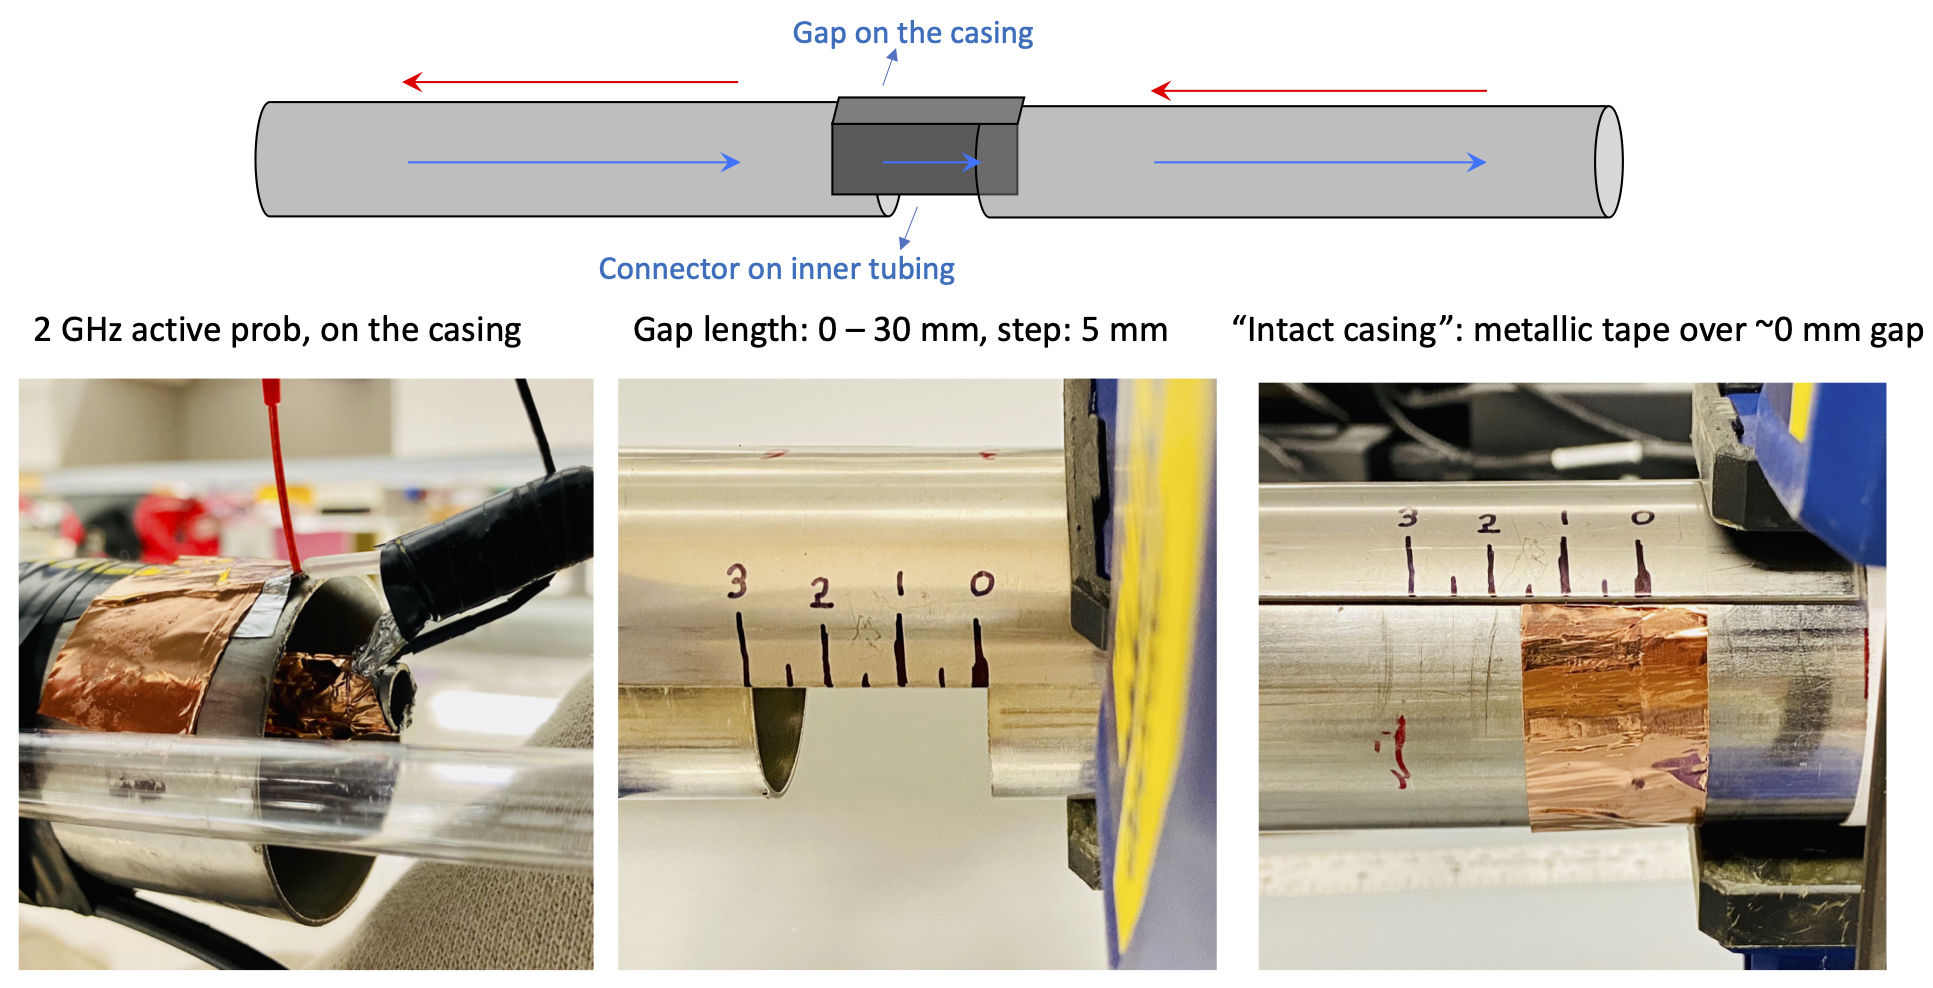 Gap on the casing
Connector on inner tubing
2 GHz active prob, on the casing
Gap length: 0 – 30 mm, step: 5 mm
“Intact casing”: metallic tape over ~0 mm gap
3 2 1 0
3 2 1 0